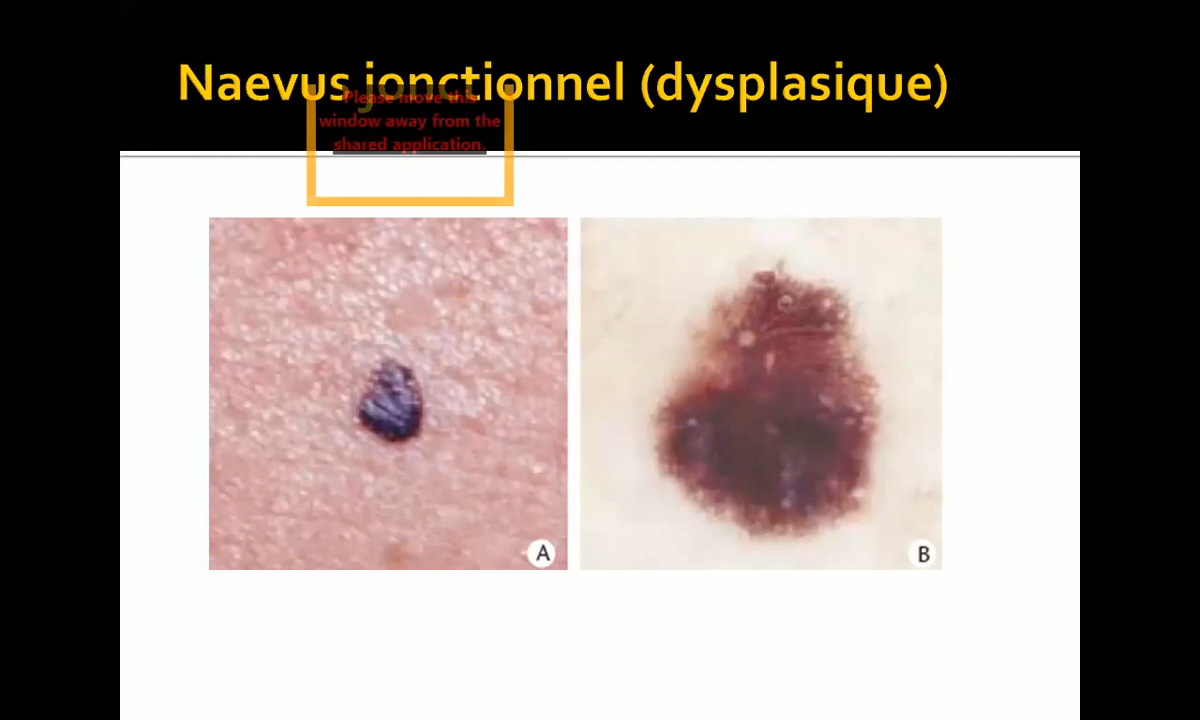 Naevus jonctionnel (dysplasique)
Please move this
window away from the
shared application.
A
B